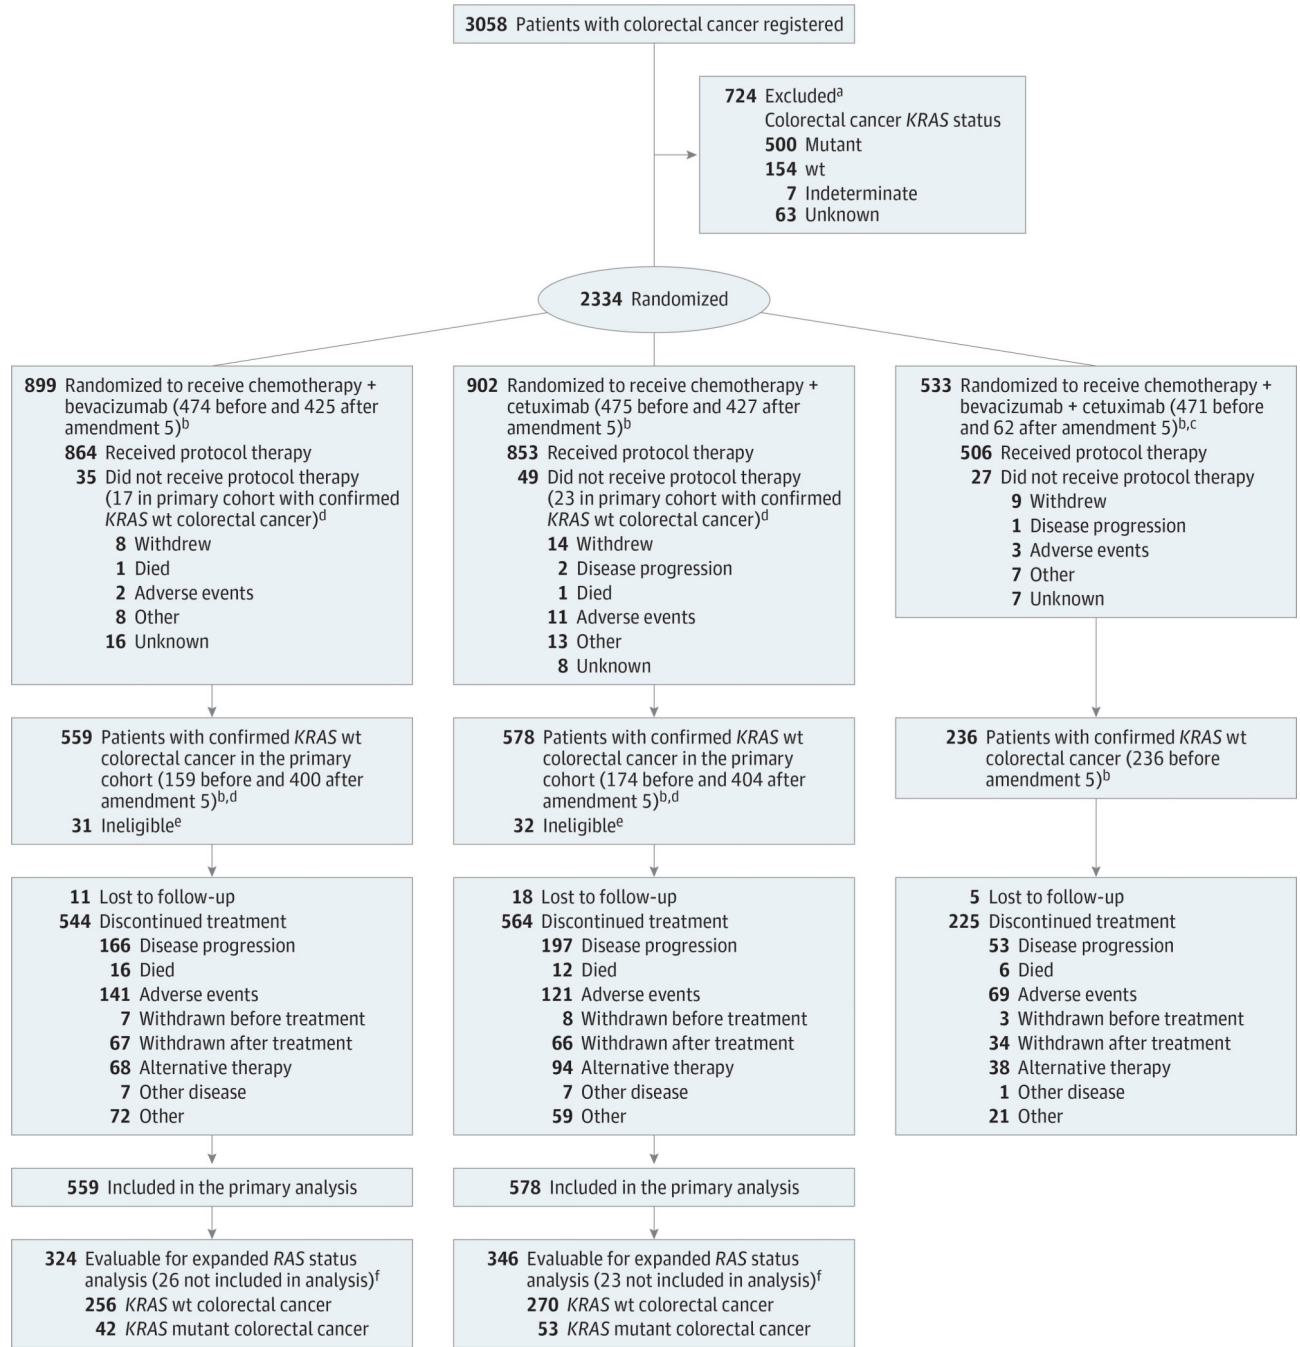 3058 Patients with colorectal cancer registered
724 Excludedᵃ
Colorectal cancer KRAS status
500 Mutant
154 wt
7 Indeterminate
63 Unknown
2334 Randomized
899 Randomized to receive chemotherapy +
bevacizumab (474 before and 425 after
amendment 5)ᵇ
864 Received protocol therapy
35 Did not receive protocol therapy
(17 in primary cohort with confirmed
KRAS wt colorectal cancer)ᵈ
8 Withdrew
1 Died
2 Adverse events
8 Other
16 Unknown
902 Randomized to receive chemotherapy +
cetuximab (475 before and 427 after
amendment 5)ᵇ
853 Received protocol therapy
49 Did not receive protocol therapy
(23 in primary cohort with confirmed
KRAS wt colorectal cancer)ᵈ
14 Withdrew
2 Disease progression
1 Died
11 Adverse events
13 Other
8 Unknown
533 Randomized to receive chemotherapy +
bevacizumab + cetuximab (471 before
and 62 after amendment 5)ᵇ,ᶜ
506 Received protocol therapy
27 Did not receive protocol therapy
9 Withdrew
1 Disease progression
3 Adverse events
7 Other
7 Unknown
559 Patients with confirmed KRAS wt
colorectal cancer in the primary
cohort (159 before and 400 after
amendment 5)ᵇ,ᵈ
31 Ineligibleᵉ
578 Patients with confirmed KRAS wt
colorectal cancer in the primary
cohort (174 before and 404 after
amendment 5)ᵇ,ᵈ
32 Ineligibleᵉ
236 Patients with confirmed KRAS wt
colorectal cancer (236 before
amendment 5)ᵇ
11 Lost to follow-up
544 Discontinued treatment
166 Disease progression
16 Died
141 Adverse events
7 Withdrawn before treatment
67 Withdrawn after treatment
68 Alternative therapy
7 Other disease
72 Other
18 Lost to follow-up
564 Discontinued treatment
197 Disease progression
12 Died
121 Adverse events
8 Withdrawn before treatment
66 Withdrawn after treatment
94 Alternative therapy
7 Other disease
59 Other
5 Lost to follow-up
225 Discontinued treatment
53 Disease progression
6 Died
69 Adverse events
3 Withdrawn before treatment
34 Withdrawn after treatment
38 Alternative therapy
1 Other disease
21 Other
559 Included in the primary analysis
578 Included in the primary analysis
324 Evaluable for expanded RAS status
analysis (26 not included in analysis)ᶠ
256 KRAS wt colorectal cancer
42 KRAS mutant colorectal cancer
346 Evaluable for expanded RAS status
analysis (23 not included in analysis)ᶠ
270 KRAS wt colorectal cancer
53 KRAS mutant colorectal cancer